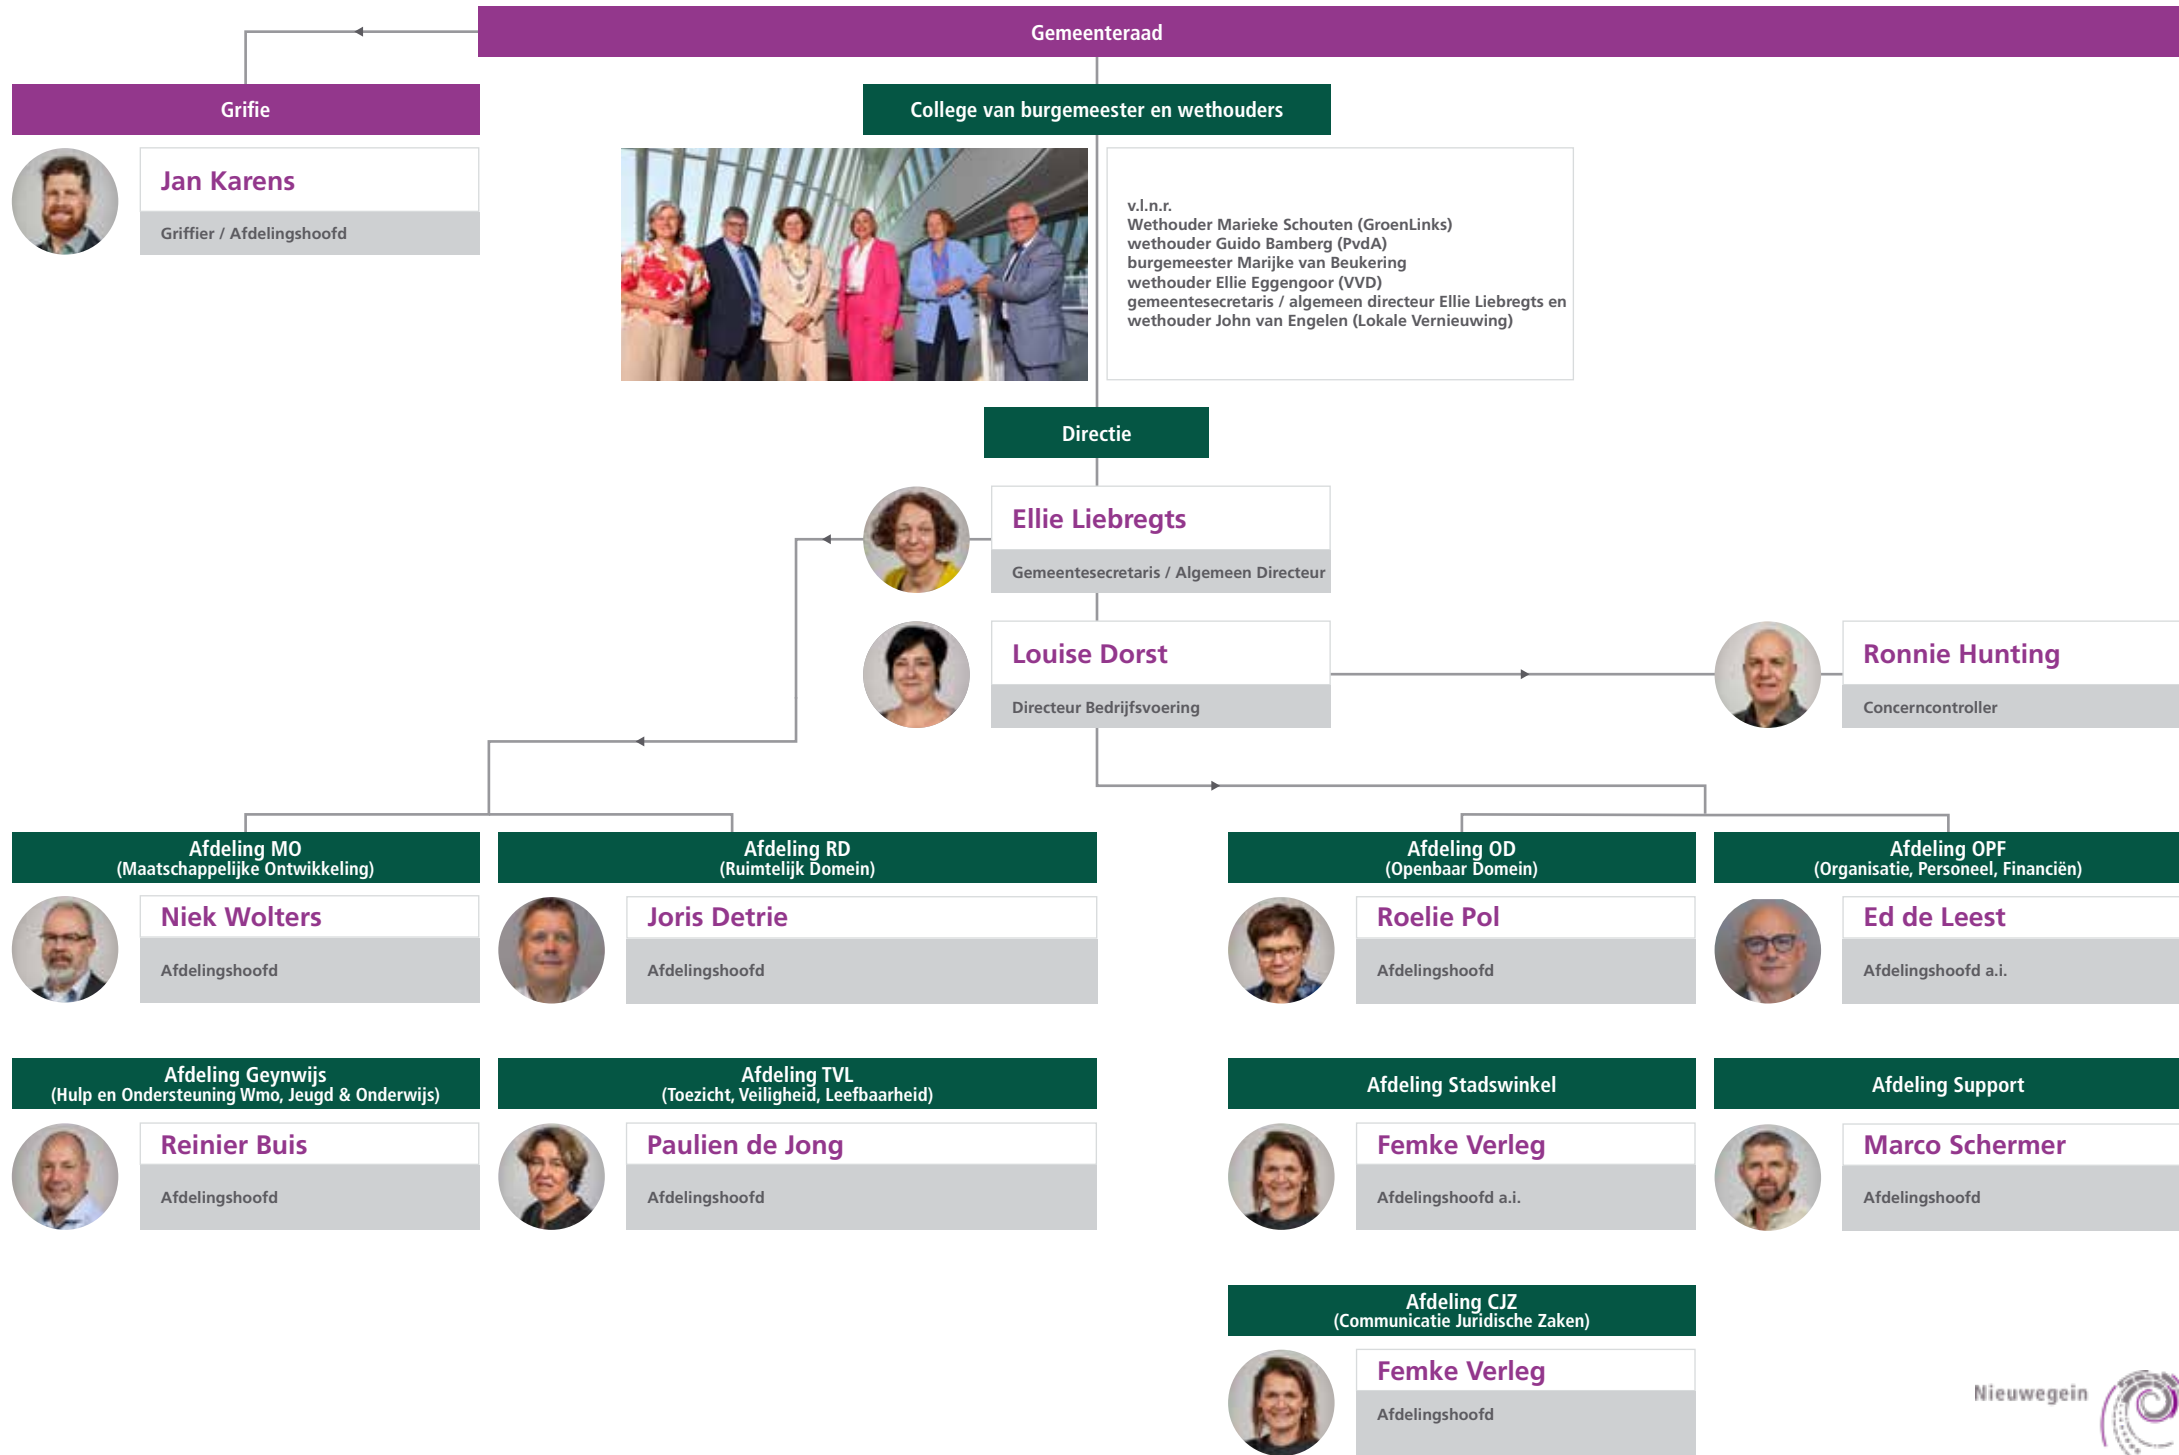 Gemeenteraad
Grifie
College van burgemeester en wethouders
Jan Karens
Griffier / Afdelingshoofd
v.l.n.r.
Wethouder Marieke Schouten (GroenLinks)
wethouder Guido Bamberg (PvdA)
burgemeester Marijke van Beukering
wethouder Ellie Eggengoor (VVD)
gemeentesecretaris / algemeen directeur Ellie Liebregts en
wethouder John van Engelen (Lokale Vernieuwing)
Directie
Ellie Liebregts
Gemeentesecretaris / Algemeen Directeur
Louise Dorst
Directeur Bedrijfsvoering
Ronnie Hunting
Concerncontroller
Afdeling MO
(Maatschappelijke Ontwikkeling)
Niek Wolters
Afdelingshoofd
Afdeling RD
(Ruimtelijk Domein)
Joris Detrie
Afdelingshoofd
Afdeling OD
(Openbaar Domein)
Roelie Pol
Afdelingshoofd
Afdeling OPF
(Organisatie, Personeel, Financiën)
Ed de Leest
Afdelingshoofd a.i.
Afdeling Geynwijs
(Hulp en Ondersteuning Wmo, Jeugd & Onderwijs)
Reinier Buis
Afdelingshoofd
Afdeling TVL
(Toezicht, Veiligheid, Leefbaarheid)
Paulien de Jong
Afdelingshoofd
Afdeling Stadswinkel
Femke Verleg
Afdelingshoofd a.i.
Afdeling Support
Marco Schermer
Afdelingshoofd
Afdeling CJZ
(Communicatie Juridische Zaken)
Femke Verleg
Afdelingshoofd
Nieuwegein